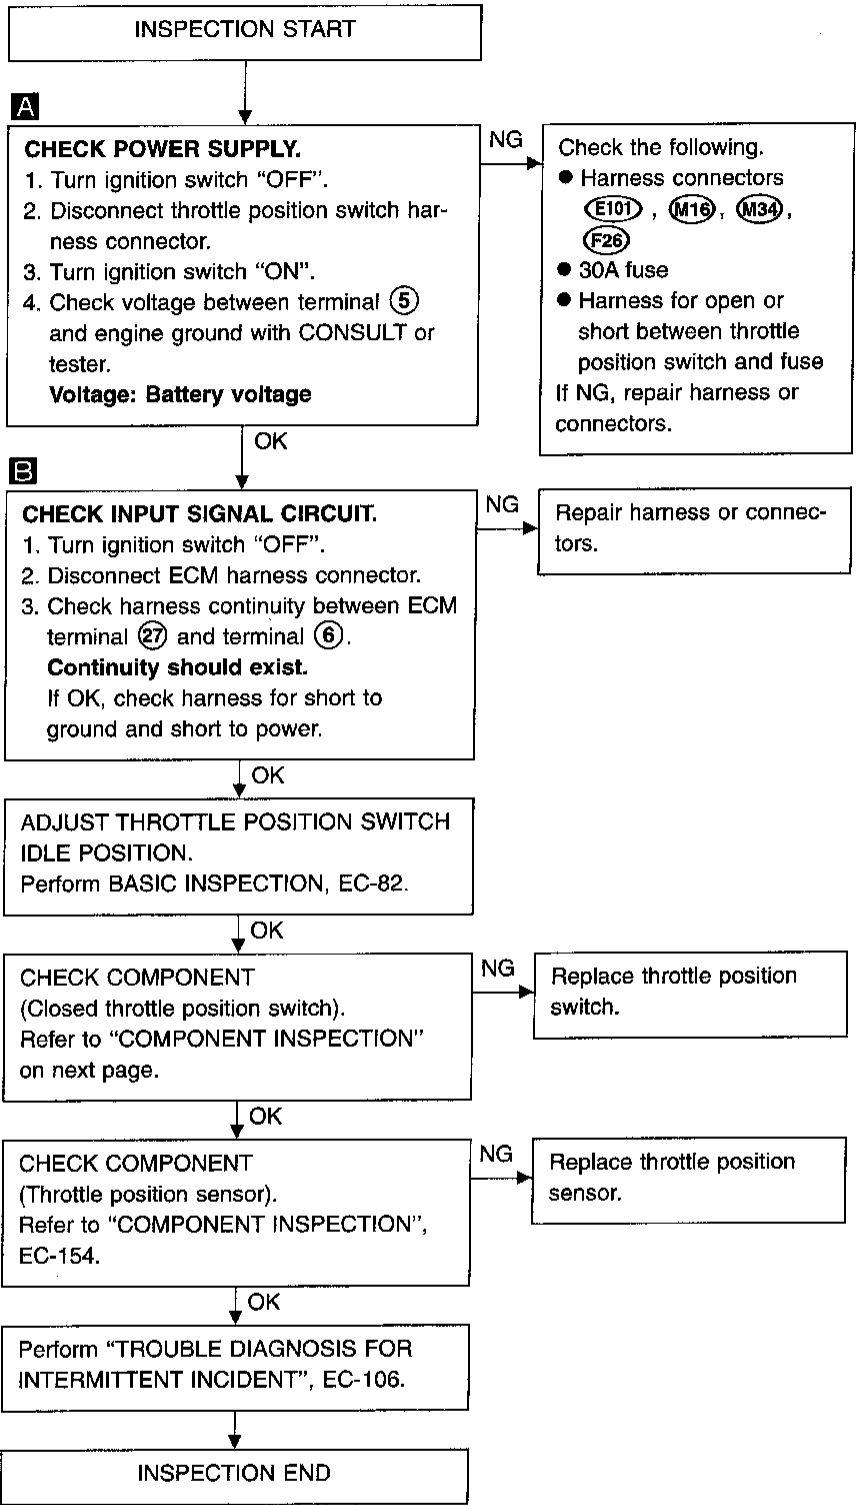 INSPECTION START
A
CHECK POWER SUPPLY.
1. Turn ignition switch “OFF”.
2. Disconnect throttle position switch har-
ness connector.
3. Turn ignition switch “ON”.
4. Check voltage between terminal 5
and engine ground with CONSULT or
tester.
Voltage: Battery voltage
NG
Check the following.
● Harness connectors
E101 , M16, M34,
F26
● 30A fuse
● Harness for open or
short between throttle
position switch and fuse
If NG, repair harness or
connectors.
OK
B
CHECK INPUT SIGNAL CIRCUIT.
1. Turn ignition switch “OFF”.
2. Disconnect ECM harness connector.
3. Check harness continuity between ECM
terminal 27 and terminal 6.
Continuity should exist.
If OK, check harness for short to
ground and short to power.
NG
Repair harness or connec-
tors.
OK
ADJUST THROTTLE POSITION SWITCH
IDLE POSITION.
Perform BASIC INSPECTION, EC-82.
OK
CHECK COMPONENT
(Closed throttle position switch).
Refer to “COMPONENT INSPECTION”
on next page.
NG
Replace throttle position
switch.
OK
CHECK COMPONENT
(Throttle position sensor).
Refer to “COMPONENT INSPECTION”,
EC-154.
NG
Replace throttle position
sensor.
OK
Perform “TROUBLE DIAGNOSIS FOR
INTERMITTENT INCIDENT”, EC-106.
INSPECTION END